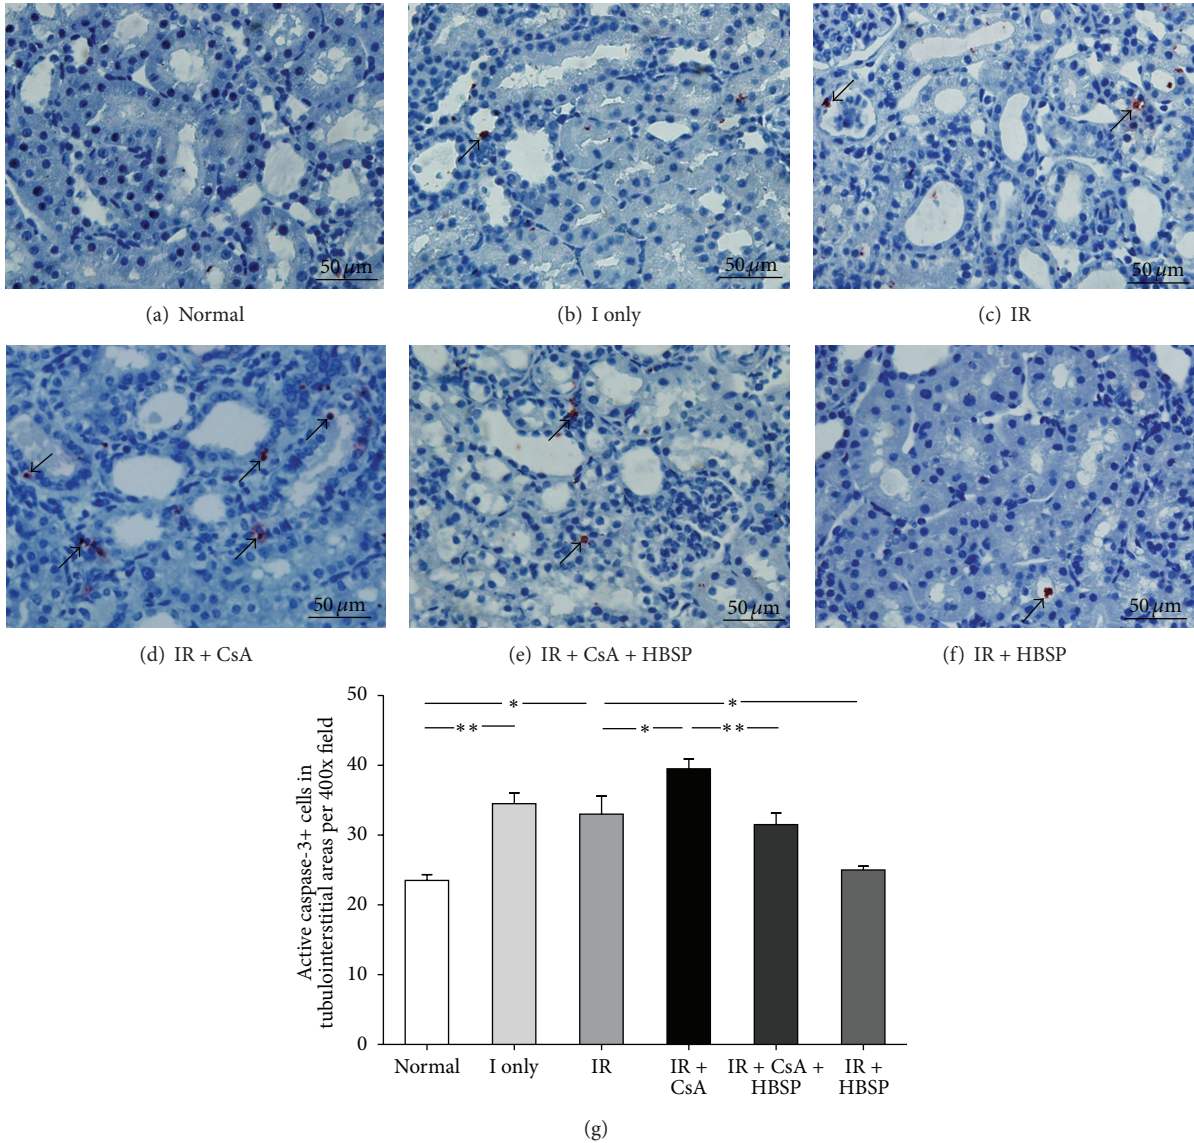 50 μm
50 μm
50 μm
(a) Normal
(b) I only
(c) IR
50 μm
50 μm
50 μm
(d) IR + CsA
(e) IR + CsA + HBSP
(f) IR + HBSP
Active caspase-3+ cells in
tubulointerstitial areas per 400x field
50
40
30
20
10
0
*
*
**
*
**
Normal
I only
IR
IR +
CsA
IR + CsA +
HBSP
IR +
HBSP
(g)